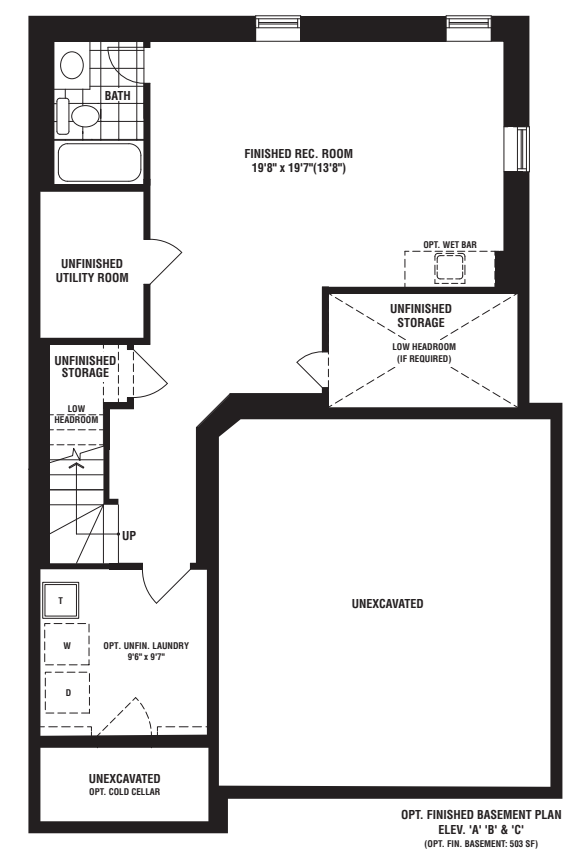 BATH
FINISHED REC. ROOM
19'8" x 19'7"(13'8")
OPT. WET BAR
UNFINISHED
UTILITY ROOM
UNFINISHED
STORAGE
LOW HEADROOM
(IF REQUIRED)
UNFINISHED
STORAGE
LOW
HEADROOM
UP
UNEXCAVATED
T
W
OPT. UNFIN. LAUNDRY
9'6" x 9'7"
D
UNEXCAVATED
OPT. COLD CELLAR
OPT. FINISHED BASEMENT PLAN
ELEV. 'A' 'B' & 'C'
(OPT. FIN. BASEMENT: 503 SF)